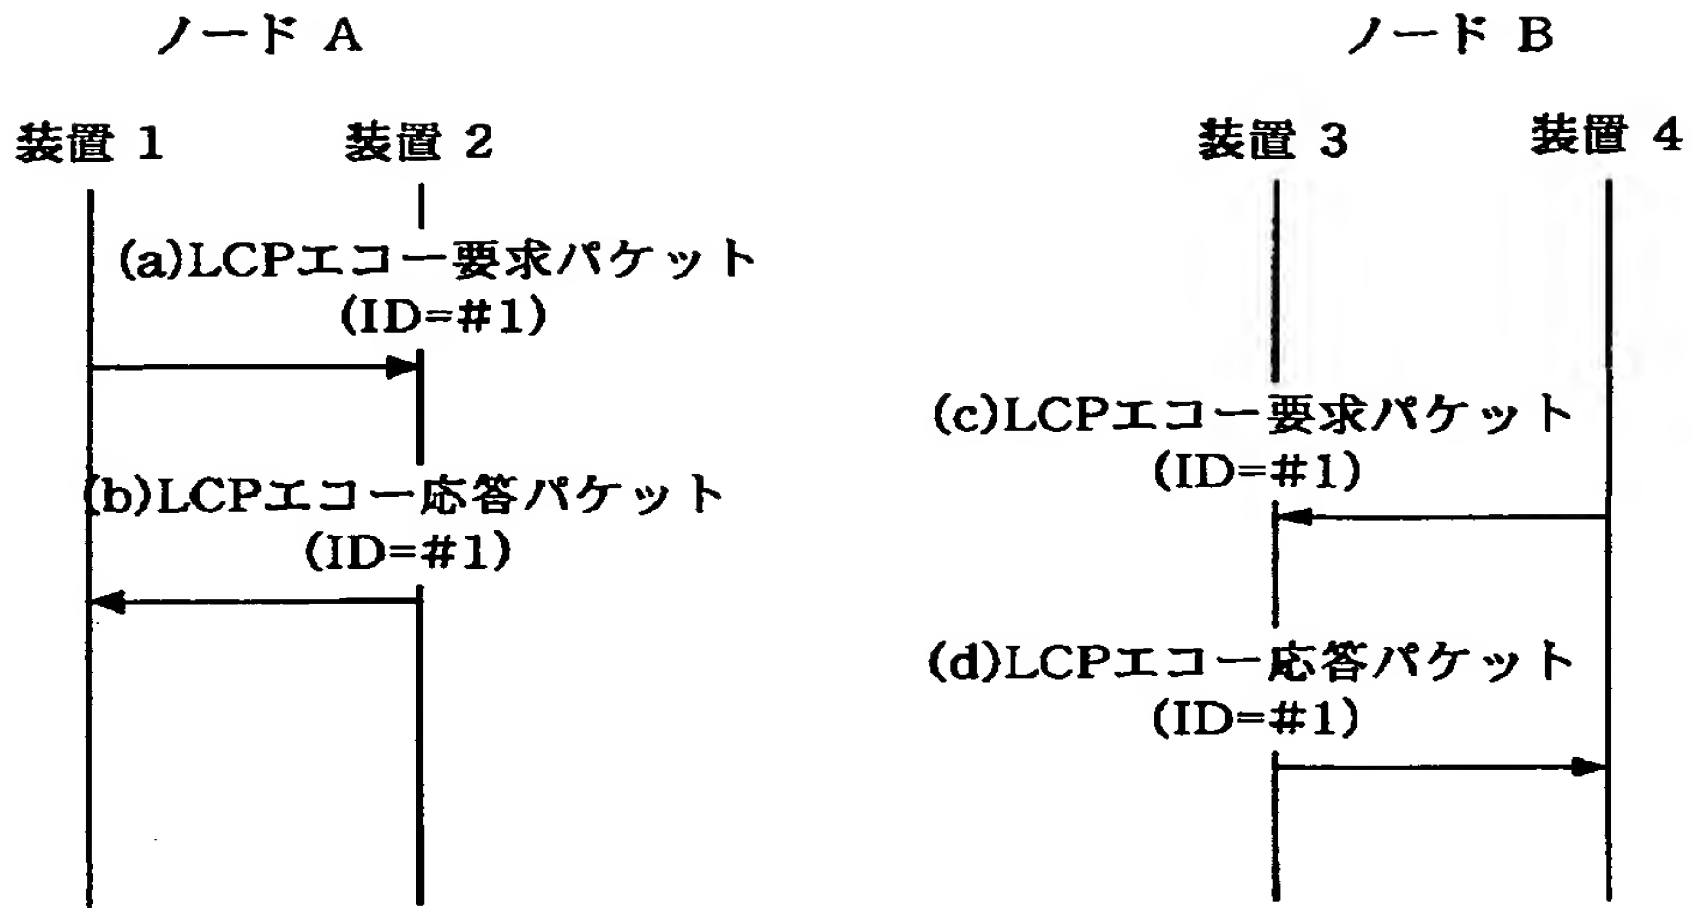 ノード A
ノード B
装置 1
装置 2
装置 3
装置 4
(a)LCPエコー要求パケット
(ID=#1)
(b)LCPエコー応答パケット
(ID=#1)
(c)LCPエコー要求パケット
(ID=#1)
(d)LCPエコー応答パケット
(ID=#1)